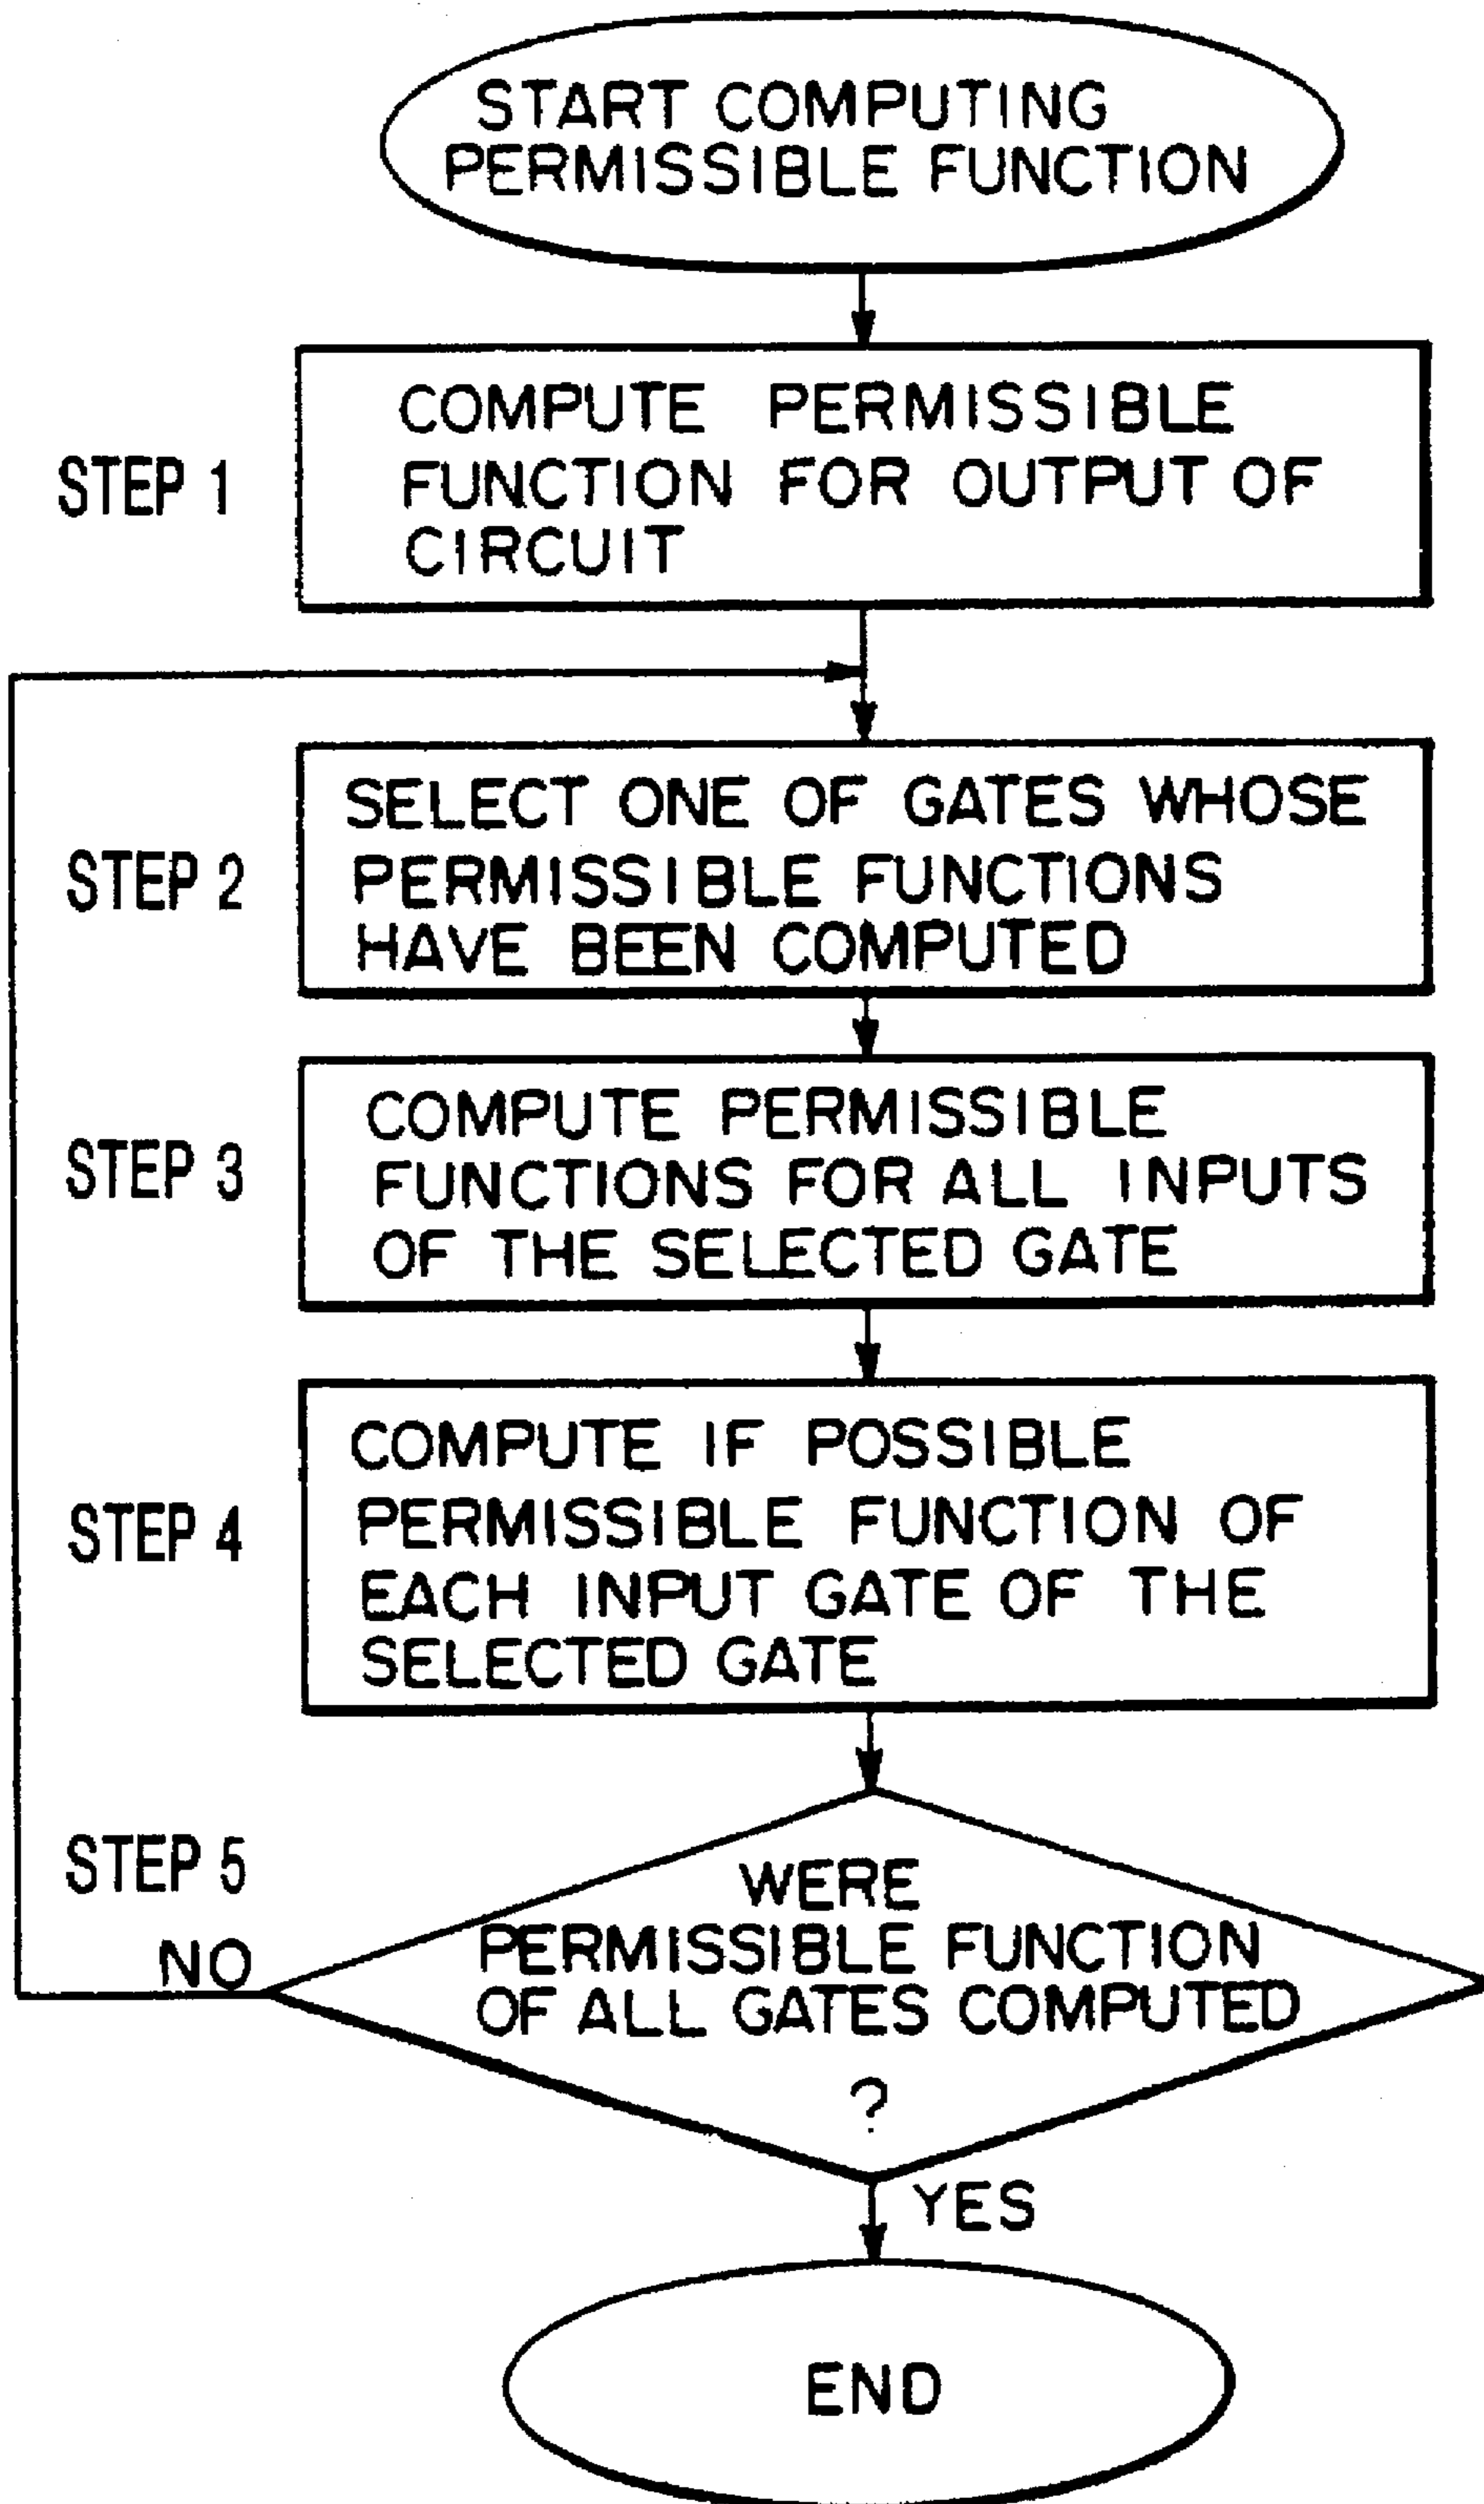 START COMPUTING
PERMISSIBLE FUNCTION
STEP 1
COMPUTE PERMISSIBLE
FUNCTION FOR OUTPUT OF
CIRCUIT
STEP 2
SELECT ONE OF GATES WHOSE
PERMISSIBLE FUNCTIONS
HAVE BEEN COMPUTED
STEP 3
COMPUTE PERMISSIBLE
FUNCTIONS FOR ALL INPUTS
OF THE SELECTED GATE
STEP 4
COMPUTE IF POSSIBLE
PERMISSIBLE FUNCTION OF
EACH INPUT GATE OF THE
SELECTED GATE
STEP 5
WERE
PERMISSIBLE FUNCTION
OF ALL GATES COMPUTED
?
NO
YES
END